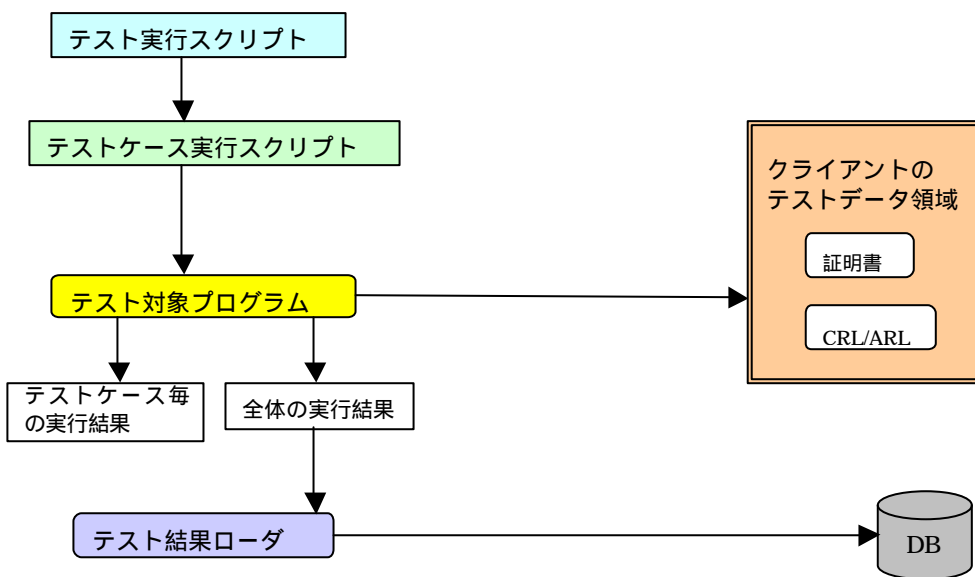 テスト実行スクリプト
テストケース実行スクリプト
クライアントの
テストデータ領域
証明書
テスト対象プログラム
CRL/ARL
テストケース毎
の実行結果
全体の実行結果
テスト結果ローダ
DB